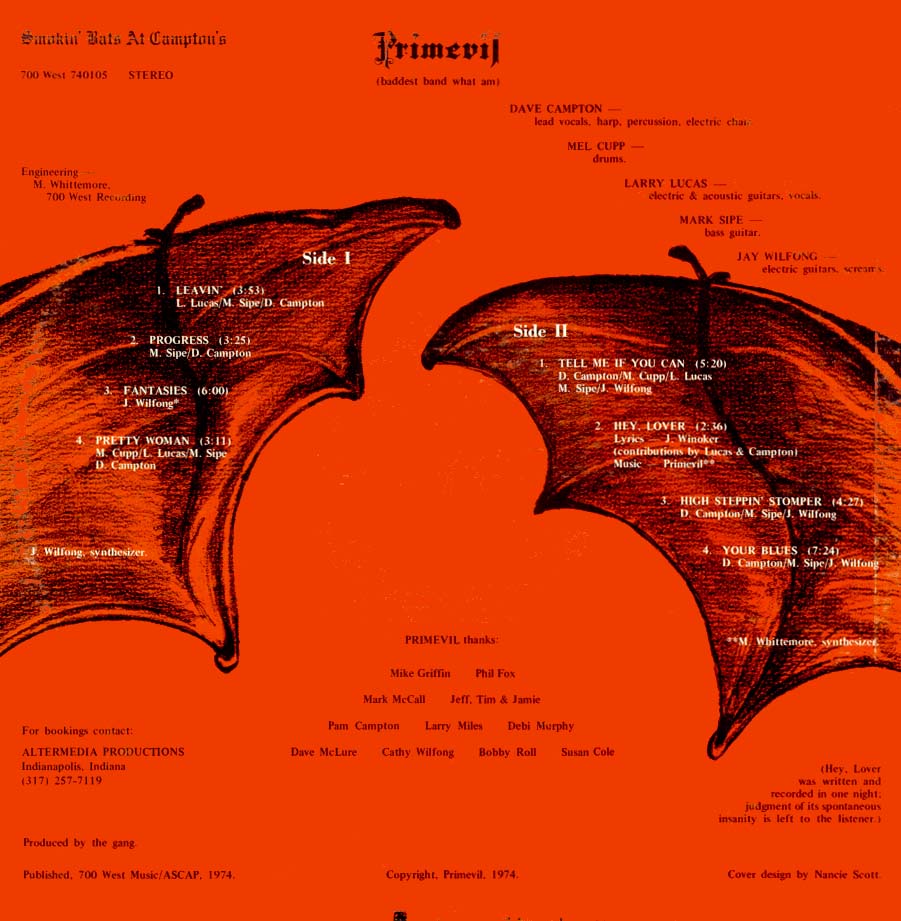 Smokin' Bats At Campton's
700 West 740105 STEREO
Primevil
(baddest band what am)
DAVE CAMPTON —
lead vocals, harp, percussion, electric chair.
MEL CUPP —
drums.
LARRY LUCAS —
electric & acoustic guitars, vocals.
MARK SIPE —
bass guitar.
JAY WILFONG —
electric guitars, screams.
Engineering —
M. Whittemore,
700 West Recording
Side I
1. LEAVIN' (3:53)
L. Lucas/M. Sipe/D. Campton
2. PROGRESS (3:25)
M. Sipe/D. Campton
3. FANTASIES (6:00)
J. Wilfong*
4. PRETTY WOMAN (3:11)
M. Cupp/L. Lucas/M. Sipe
D. Campton
J. Wilfong, synthesizer.
Side II
1. TELL ME IF YOU CAN (5:20)
D. Campton/M. Cupp/L. Lucas
M. Sipe/J. Wilfong
2. HEY, LOVER (2:36)
Lyrics J. Winoker
(contributions by Lucas & Campton)
Music Primevil**
3. HIGH STEPPIN' STOMPER (4:27)
D. Campton/M. Sipe/J. Wilfong
4. YOUR BLUES (7:24)
D. Campton/M. Sipe/J. Wilfong
**M. Whittemore, synthesizer.
PRIMEVIL thanks:
Mike Griffin Phil Fox
Mark McCall Jeff, Tim & Jamie
Pam Campton Larry Miles Debi Murphy
Dave McLure Cathy Wilfong Bobby Roll Susan Cole
For bookings contact:
ALTERMEDIA PRODUCTIONS
Indianapolis, Indiana
(317) 257-7119
(Hey, Lover
was written and
recorded in one night;
judgment of its spontaneous
insanity is left to the listener.)
Produced by the gang.
Published, 700 West Music/ASCAP, 1974.
Copyright, Primevil, 1974.
Cover design by Nancie Scott.